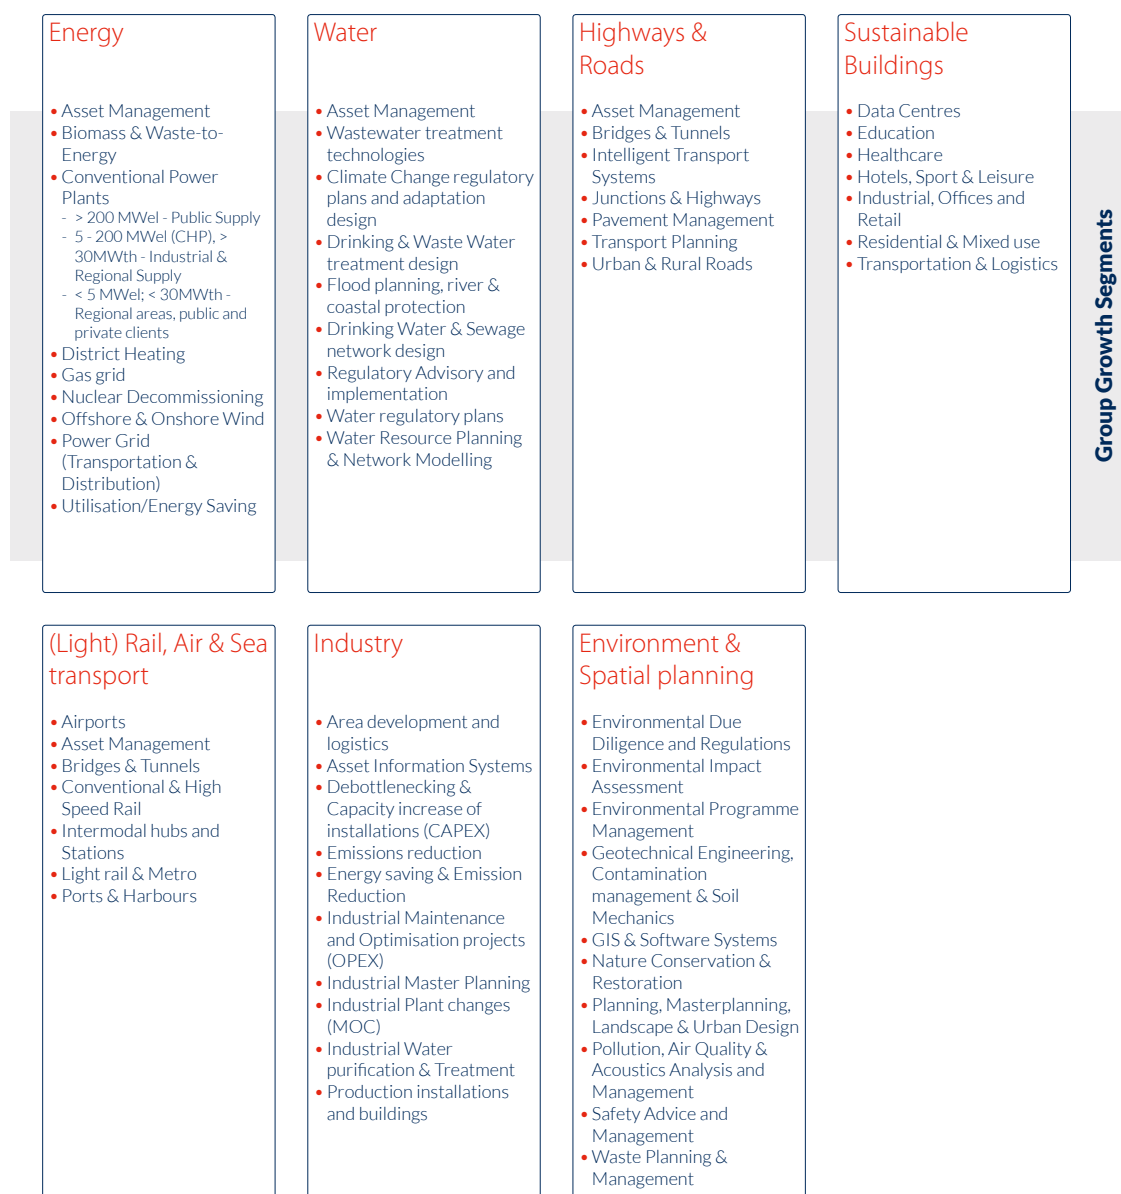 Energy
• Asset Management
• Biomass & Waste-to-
Energy
• Conventional Power
Plants
- > 200 MWel - Public Supply
- 5 - 200 MWel (CHP), >
30MWth - Industrial &
Regional Supply
- < 5 MWel; < 30MWth -
Regional areas, public and
private clients
• District Heating
• Gas grid
• Nuclear Decommissioning
• Offshore & Onshore Wind
• Power Grid
(Transportation &
Distribution)
• Utilisation/Energy Saving
Water
• Asset Management
• Wastewater treatment
technologies
• Climate Change regulatory
plans and adaptation
design
• Drinking & Waste Water
treatment design
• Flood planning, river &
coastal protection
• Drinking Water & Sewage
network design
• Regulatory Advisory and
implementation
• Water regulatory plans
• Water Resource Planning
& Network Modelling
Highways &
Roads
• Asset Management
• Bridges & Tunnels
• Intelligent Transport
Systems
• Junctions & Highways
• Pavement Management
• Transport Planning
• Urban & Rural Roads
Sustainable
Buildings
• Data Centres
• Education
• Healthcare
• Hotels, Sport & Leisure
• Industrial, Offices and
Retail
• Residential & Mixed use
• Transportation & Logistics
Group Growth Segments
(Light) Rail, Air & Sea
transport
• Airports
• Asset Management
• Bridges & Tunnels
• Conventional & High
Speed Rail
• Intermodal hubs and
Stations
• Light rail & Metro
• Ports & Harbours
Industry
• Area development and
logistics
• Asset Information Systems
• Debottlenecking &
Capacity increase of
installations (CAPEX)
• Emissions reduction
• Energy saving & Emission
Reduction
• Industrial Maintenance
and Optimisation projects
(OPEX)
• Industrial Master Planning
• Industrial Plant changes
(MOC)
• Industrial Water
purification & Treatment
• Production installations
and buildings
Environment &
Spatial planning
• Environmental Due
Diligence and Regulations
• Environmental Impact
Assessment
• Environmental Programme
Management
• Geotechnical Engineering,
Contamination
management & Soil
Mechanics
• GIS & Software Systems
• Nature Conservation &
Restoration
• Planning, Masterplanning,
Landscape & Urban Design
• Pollution, Air Quality &
Acoustics Analysis and
Management
• Safety Advice and
Management
• Waste Planning &
Management